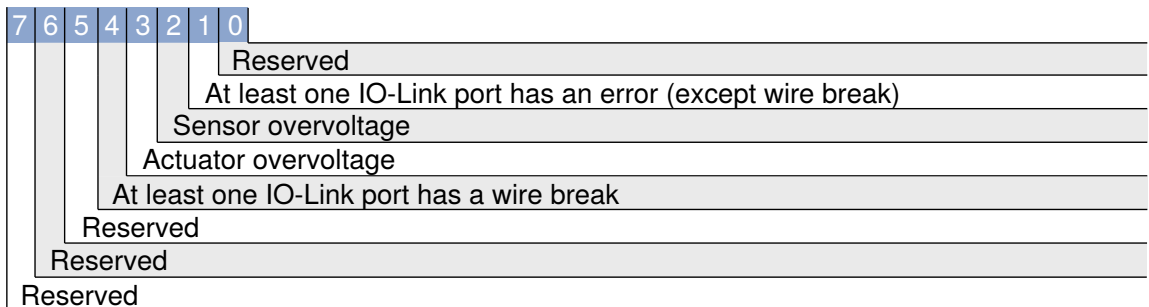 7 6 5 4 3 2 1 0
Reserved
At least one IO-Link port has an error (except wire break)
Sensor overvoltage
Actuator overvoltage
At least one IO-Link port has a wire break
Reserved
Reserved
Reserved